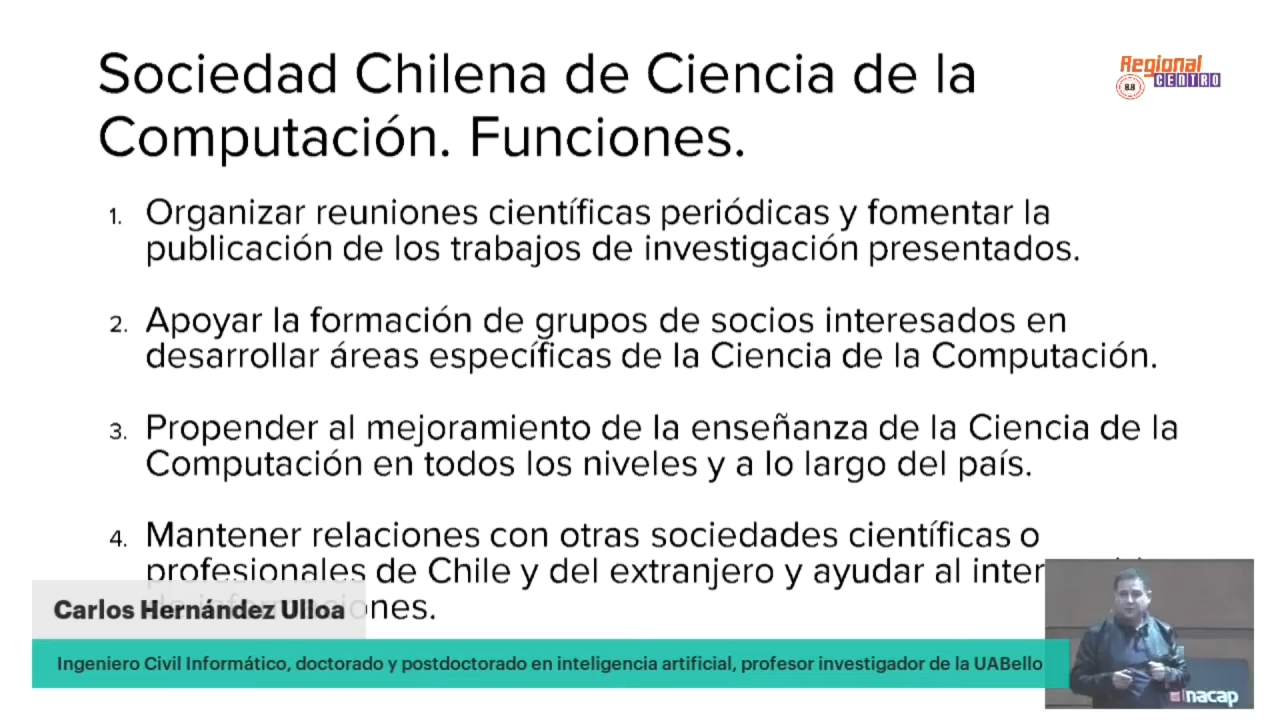 Sociedad Chilena de Ciencia de la
Computación. Funciones.
Regional
8.8 CENTRO
1. Organizar reuniones científicas periódicas y fomentar la
publicación de los trabajos de investigación presentados.
2. Apoyar la formación de grupos de socios interesados en
desarrollar áreas específicas de la Ciencia de la Computación.
3. Propender al mejoramiento de la enseñanza de la Ciencia de la
Computación en todos los niveles y a lo largo del país.
4. Mantener relaciones con otras sociedades científicas o
profesionales de Chile y del extranjero y ayudar al inter
de informaciones.
Carlos Hernández Ulloa
Ingeniero Civil Informático, doctorado y postdoctorado en inteligencia artificial, profesor investigador de la UABello
inacap